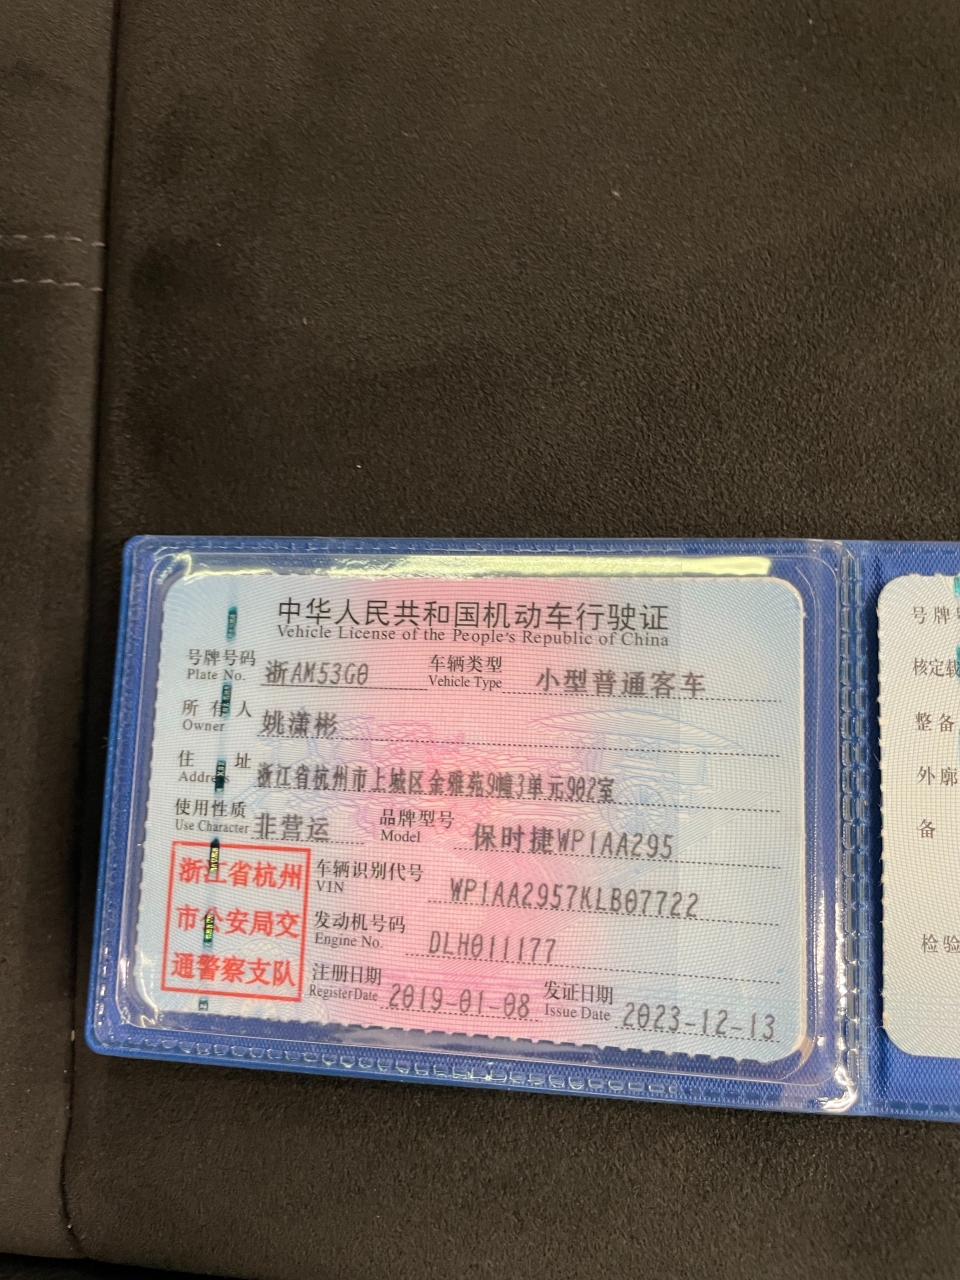 中华人民共和国机动车行驶证
Vehicle License of the People's Republic of China
号牌号码 浙AM53G0 车辆类型 小型普通客车
Plate No. Vehicle Type
所有人 姚潇彬
Owner
住址 浙江省杭州市上城区金雅苑9幢3单元902室
Address
使用性质 非营运 品牌型号 保时捷WP1AA295
Use Character Model
浙江省杭州
市公安局交
通警察支队
车辆识别代号 WP1AA2957KLB07722
VIN
发动机号码 DLH011177
Engine No.
注册日期 2019-01-08 发证日期 2023-12-13
Register Date Issue Date
号牌
核定载
整备
外廓
备
检验